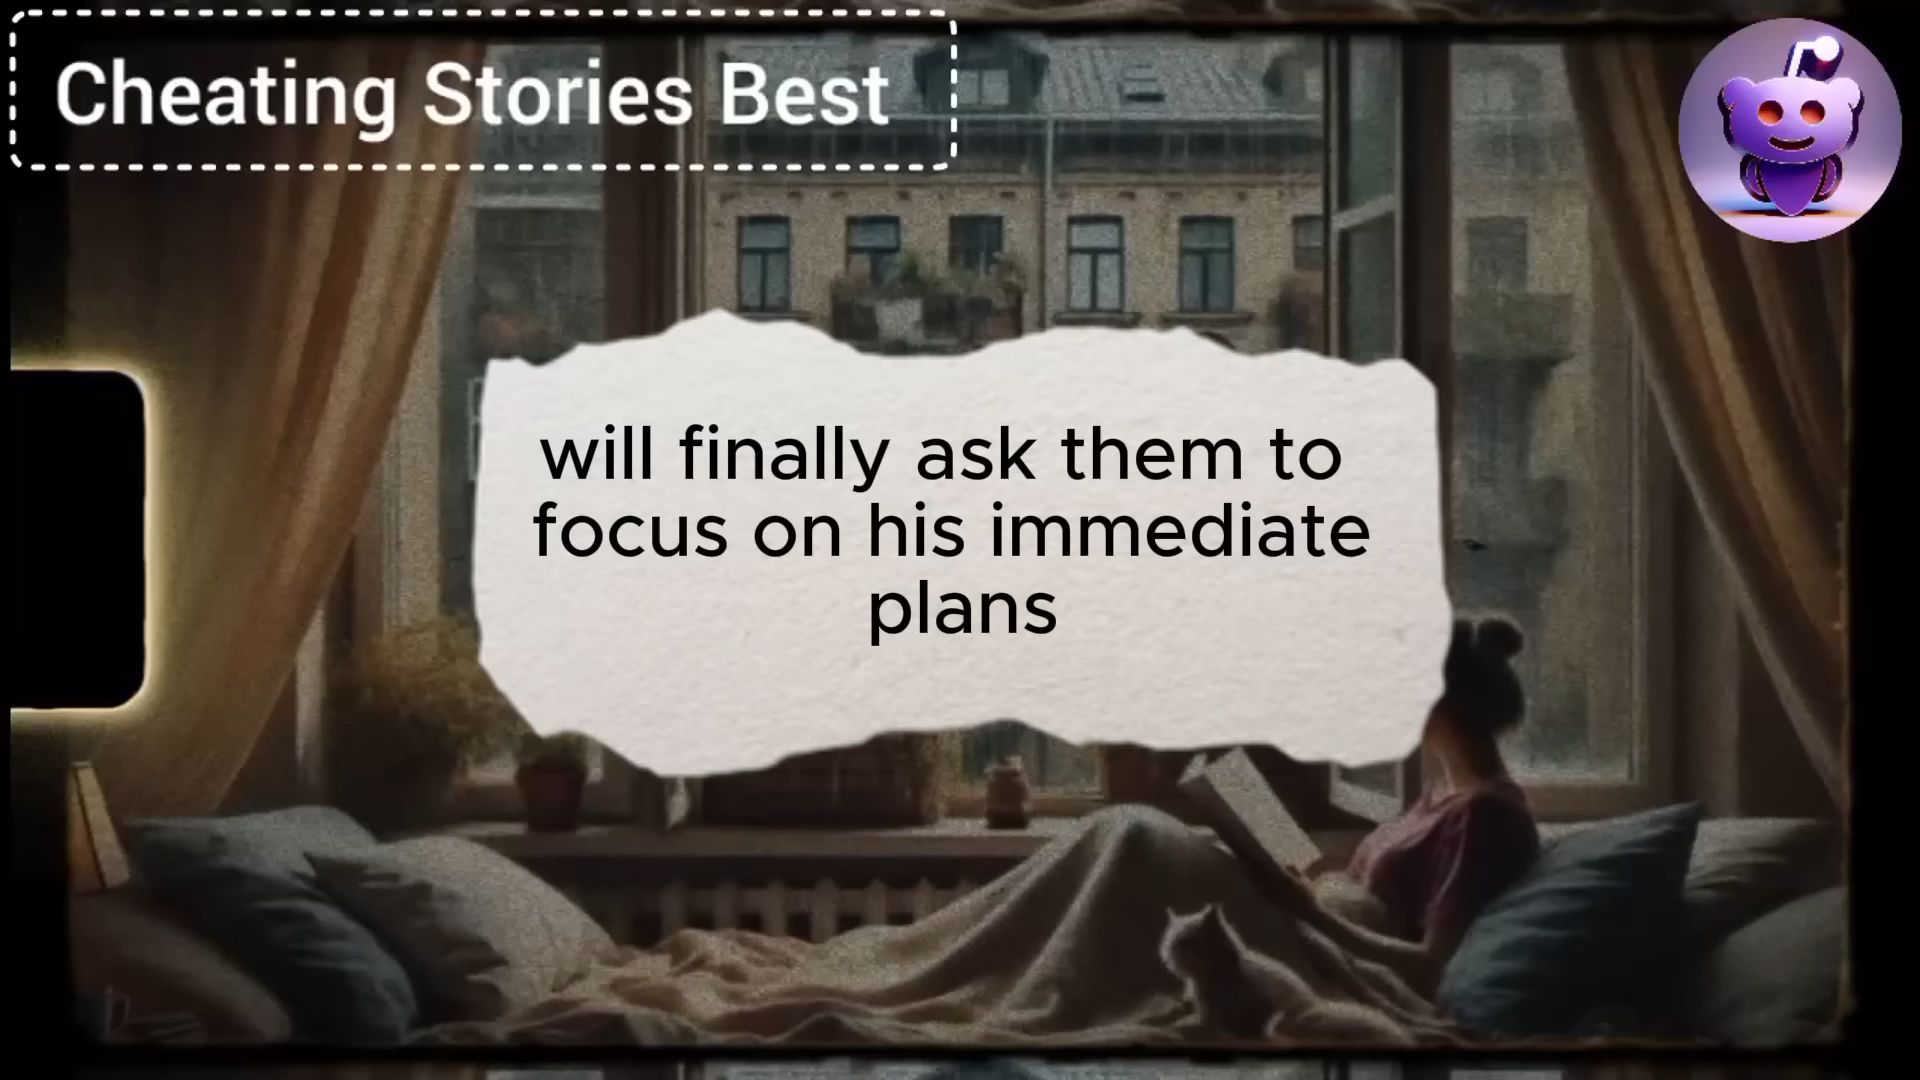 Cheating Stories Best
will finally ask them to
focus on his immediate
plans